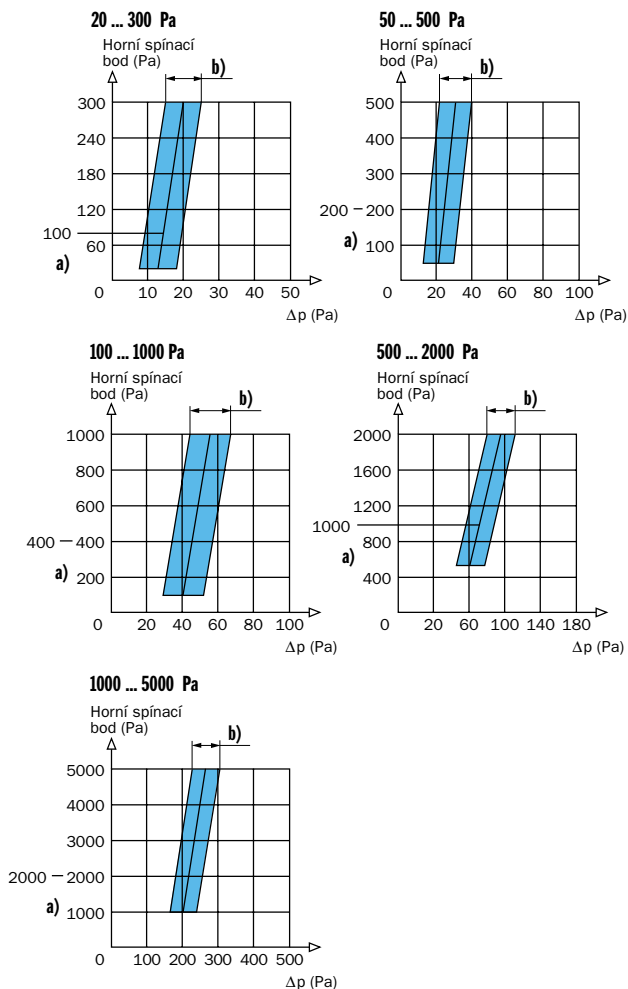 20 ... 300 Pa
Horní spínací
bod (Pa)
b)
300
240
180
120
100
60
a)
0 10 20 30 40 50
Δp (Pa)
50 ... 500 Pa
Horní spínací
bod (Pa)
b)
500
400
300
200 – 200
a) 100
0 20 40 60 80 100
Δp (Pa)
100 ... 1000 Pa
Horní spínací
bod (Pa)
b)
1000
800
600
400 – 400
a) 200
0 20 40 60 80 100
Δp (Pa)
500 ... 2000 Pa
Horní spínací
bod (Pa)
b)
2000
1600
1200
1000
800
a)
400
0 20 60 100 140 180
Δp (Pa)
1000 ... 5000 Pa
Horní spínací
bod (Pa)
b)
5000
4000
3000
2000 – 2000
a) 1000
0 100 200 300 400 500
Δp (Pa)